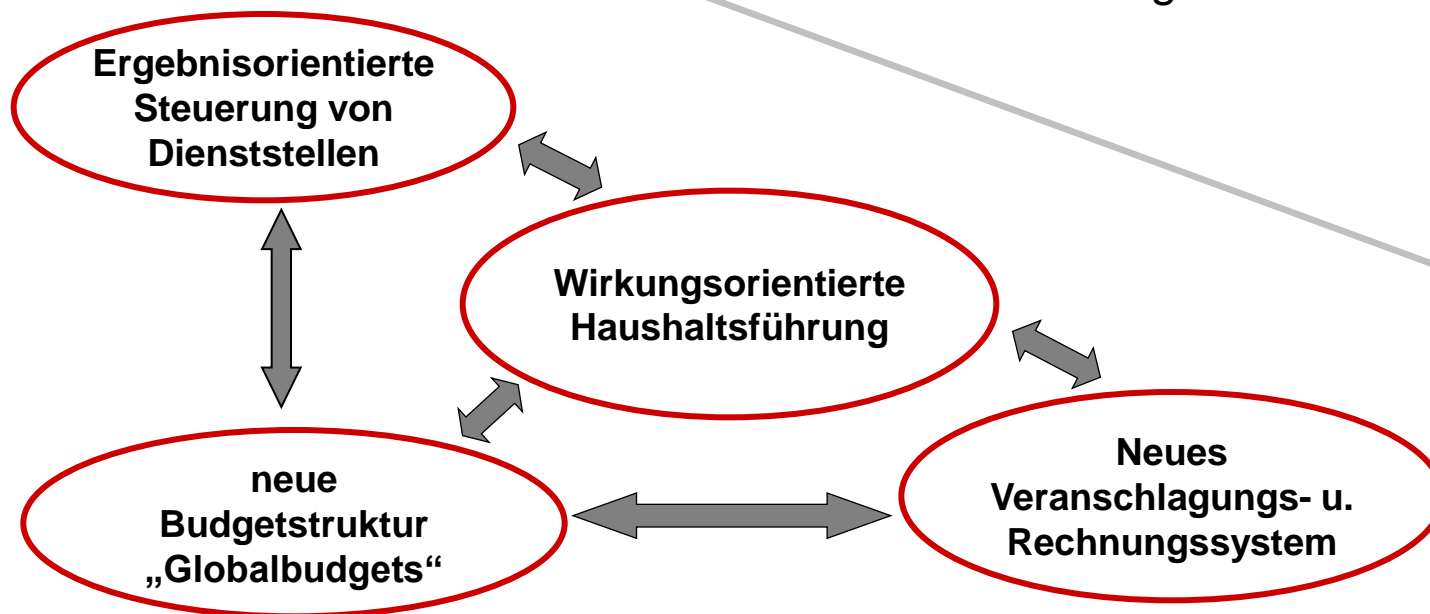 Ergebnisorientierte
Steuerung von
Dienststellen
Wirkungsorientierte
Haushaltsführung
neue
Budgetstruktur
„Globalbudgets“
Neues
Veranschlagungs- u.
Rechnungssystem